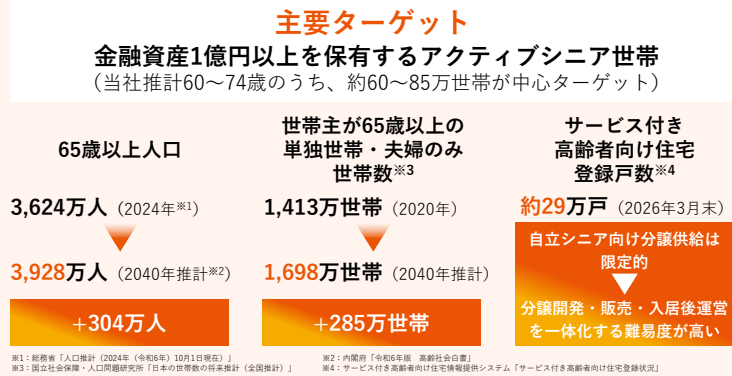 主要ターゲット
金融資産1億円以上を保有するアクティブシニア世帯
（当社推計60～74歳のうち、約60～85万世帯が中心ターゲット）
65歳以上人口
3,624万人（2024年※1）
3,928万人（2040年推計※2）
+304万人
世帯主が65歳以上の
単独世帯・夫婦のみ
世帯数※3
1,413万世帯（2020年）
1,698万世帯（2040年推計）
+285万世帯
サービス付き
高齢者向け住宅
登録戸数※4
約29万戸（2026年3月末）
自立シニア向け分譲供給は
限定的
分譲開発・販売・入居後運営
を一体化する難易度が高い
※1：総務省「人口推計（2024年（令和6年）10月1日現在）」
※2：内閣府「令和6年版　高齢社会白書」
※3：国立社会保障・人口問題研究所「日本の世帯数の将来推計（全国推計）」
※4：サービス付き高齢者向け住宅情報提供システム「サービス付き高齢者向け住宅登録状況」